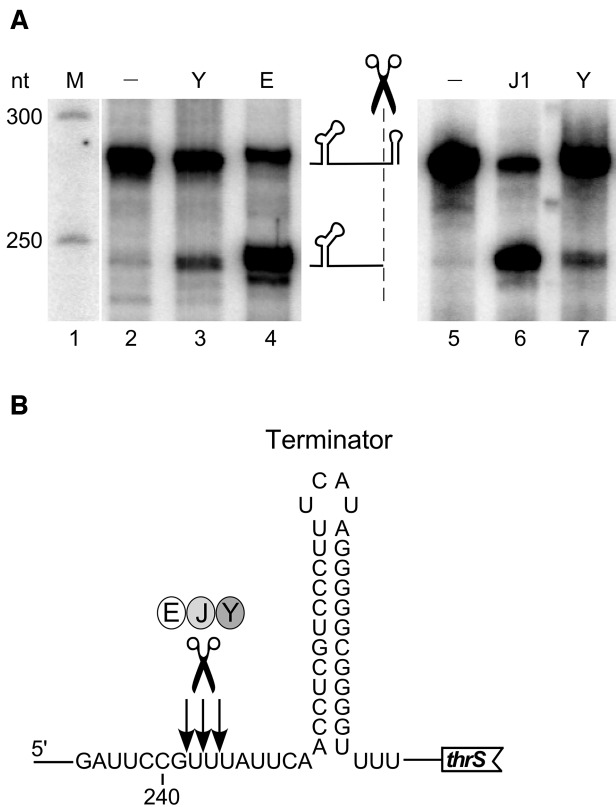 A
nt M – Y E – J1 Y
300
250
1 2 3 4 5 6 7
B
Terminator
C A
U U
U A
U G
C G
C G
C G
U G
G C
C G
U G
C G
C G
A U
E J Y
5' GAUUCCGUUUAUUCA UUU thrS
240